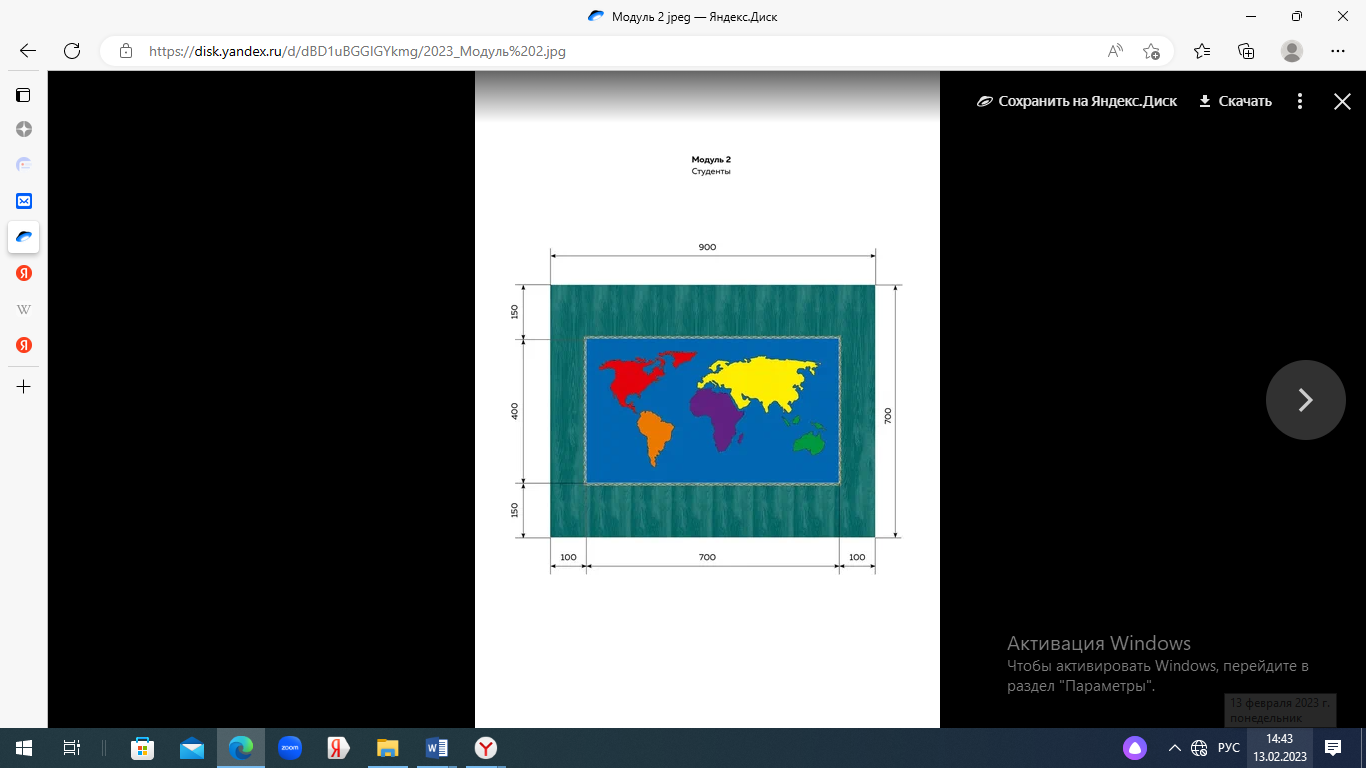 Модуль 2 jpeg — Яндекс.Диск
https://disk.yandex.ru/d/dBD1uBGGIGYkmg/2023_Модуль%202.jpg
Сохранить на Яндекс.Диск
Скачать
Модуль 2
Студенты
900
150
400
150
700
100
700
100
Активация Windows
Чтобы активировать Windows, перейдите в
раздел "Параметры".
13 февраля 2023 г.
понедельник
zoom
РУС
14:43
13.02.2023